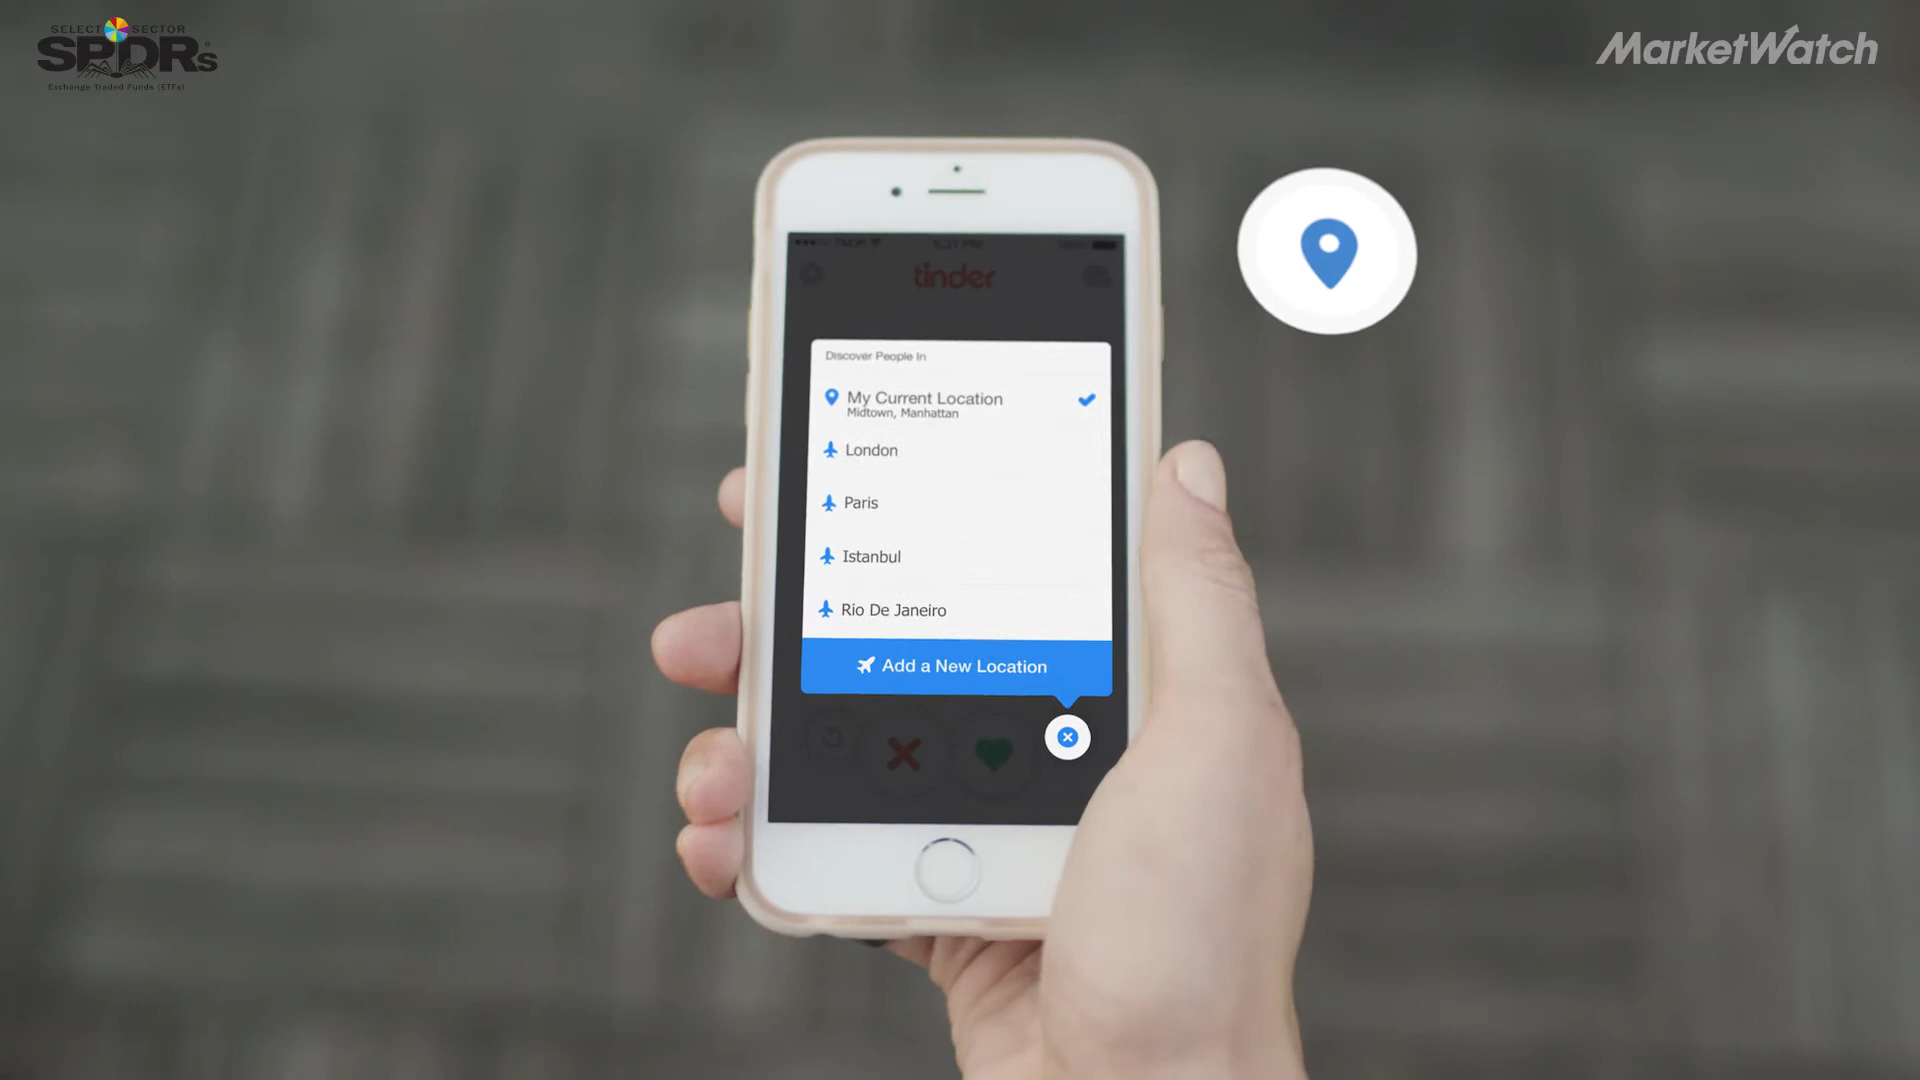 SELECT SECTOR
SPDRs
Exchange Traded Funds (ETFs)
MarketWatch
tinder
Discover People In
My Current Location
Midtown, Manhattan
London
Paris
Istanbul
Rio De Janeiro
Add a New Location